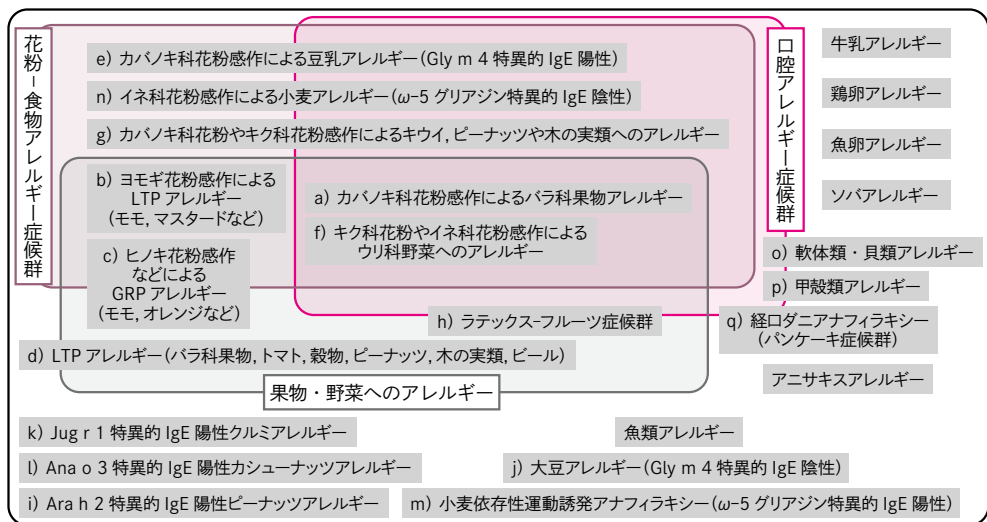 花粉-食物アレルギー症候群
口腔アレルギー症候群
e) カバノキ科花粉感作による豆乳アレルギー(Gly m 4 特異的 IgE 陽性)
n) イネ科花粉感作による小麦アレルギー(ω-5 グリアジン特異的 IgE 陰性)
g) カバノキ科花粉やキク科花粉感作によるキウイ, ピーナッツや木の実類へのアレルギー
b) ヨモギ花粉感作による
LTP アレルギー
(モモ, マスタードなど)
a) カバノキ科花粉感作によるバラ科果物アレルギー
f) キク科花粉やイネ科花粉感作による
ウリ科野菜へのアレルギー
c) ヒノキ花粉感作
などによる
GRP アレルギー
(モモ, オレンジなど)
h) ラテックス-フルーツ症候群
d) LTP アレルギー(バラ科果物, トマト, 穀物, ピーナッツ, 木の実類, ビール)
果物・野菜へのアレルギー
牛乳アレルギー
鶏卵アレルギー
魚卵アレルギー
ソバアレルギー
o) 軟体類・貝類アレルギー
p) 甲殻類アレルギー
q) 経口ダニアナフィラキシー
(パンケーキ症候群)
アニサキスアレルギー
k) Jug r 1 特異的 IgE 陽性クルミアレルギー
魚類アレルギー
l) Ana o 3 特異的 IgE 陽性カシューナッツアレルギー
j) 大豆アレルギー(Gly m 4 特異的 IgE 陰性)
i) Ara h 2 特異的 IgE 陽性ピーナッツアレルギー
m) 小麦依存性運動誘発アナフィラキシー(ω-5 グリアジン特異的 IgE 陽性)